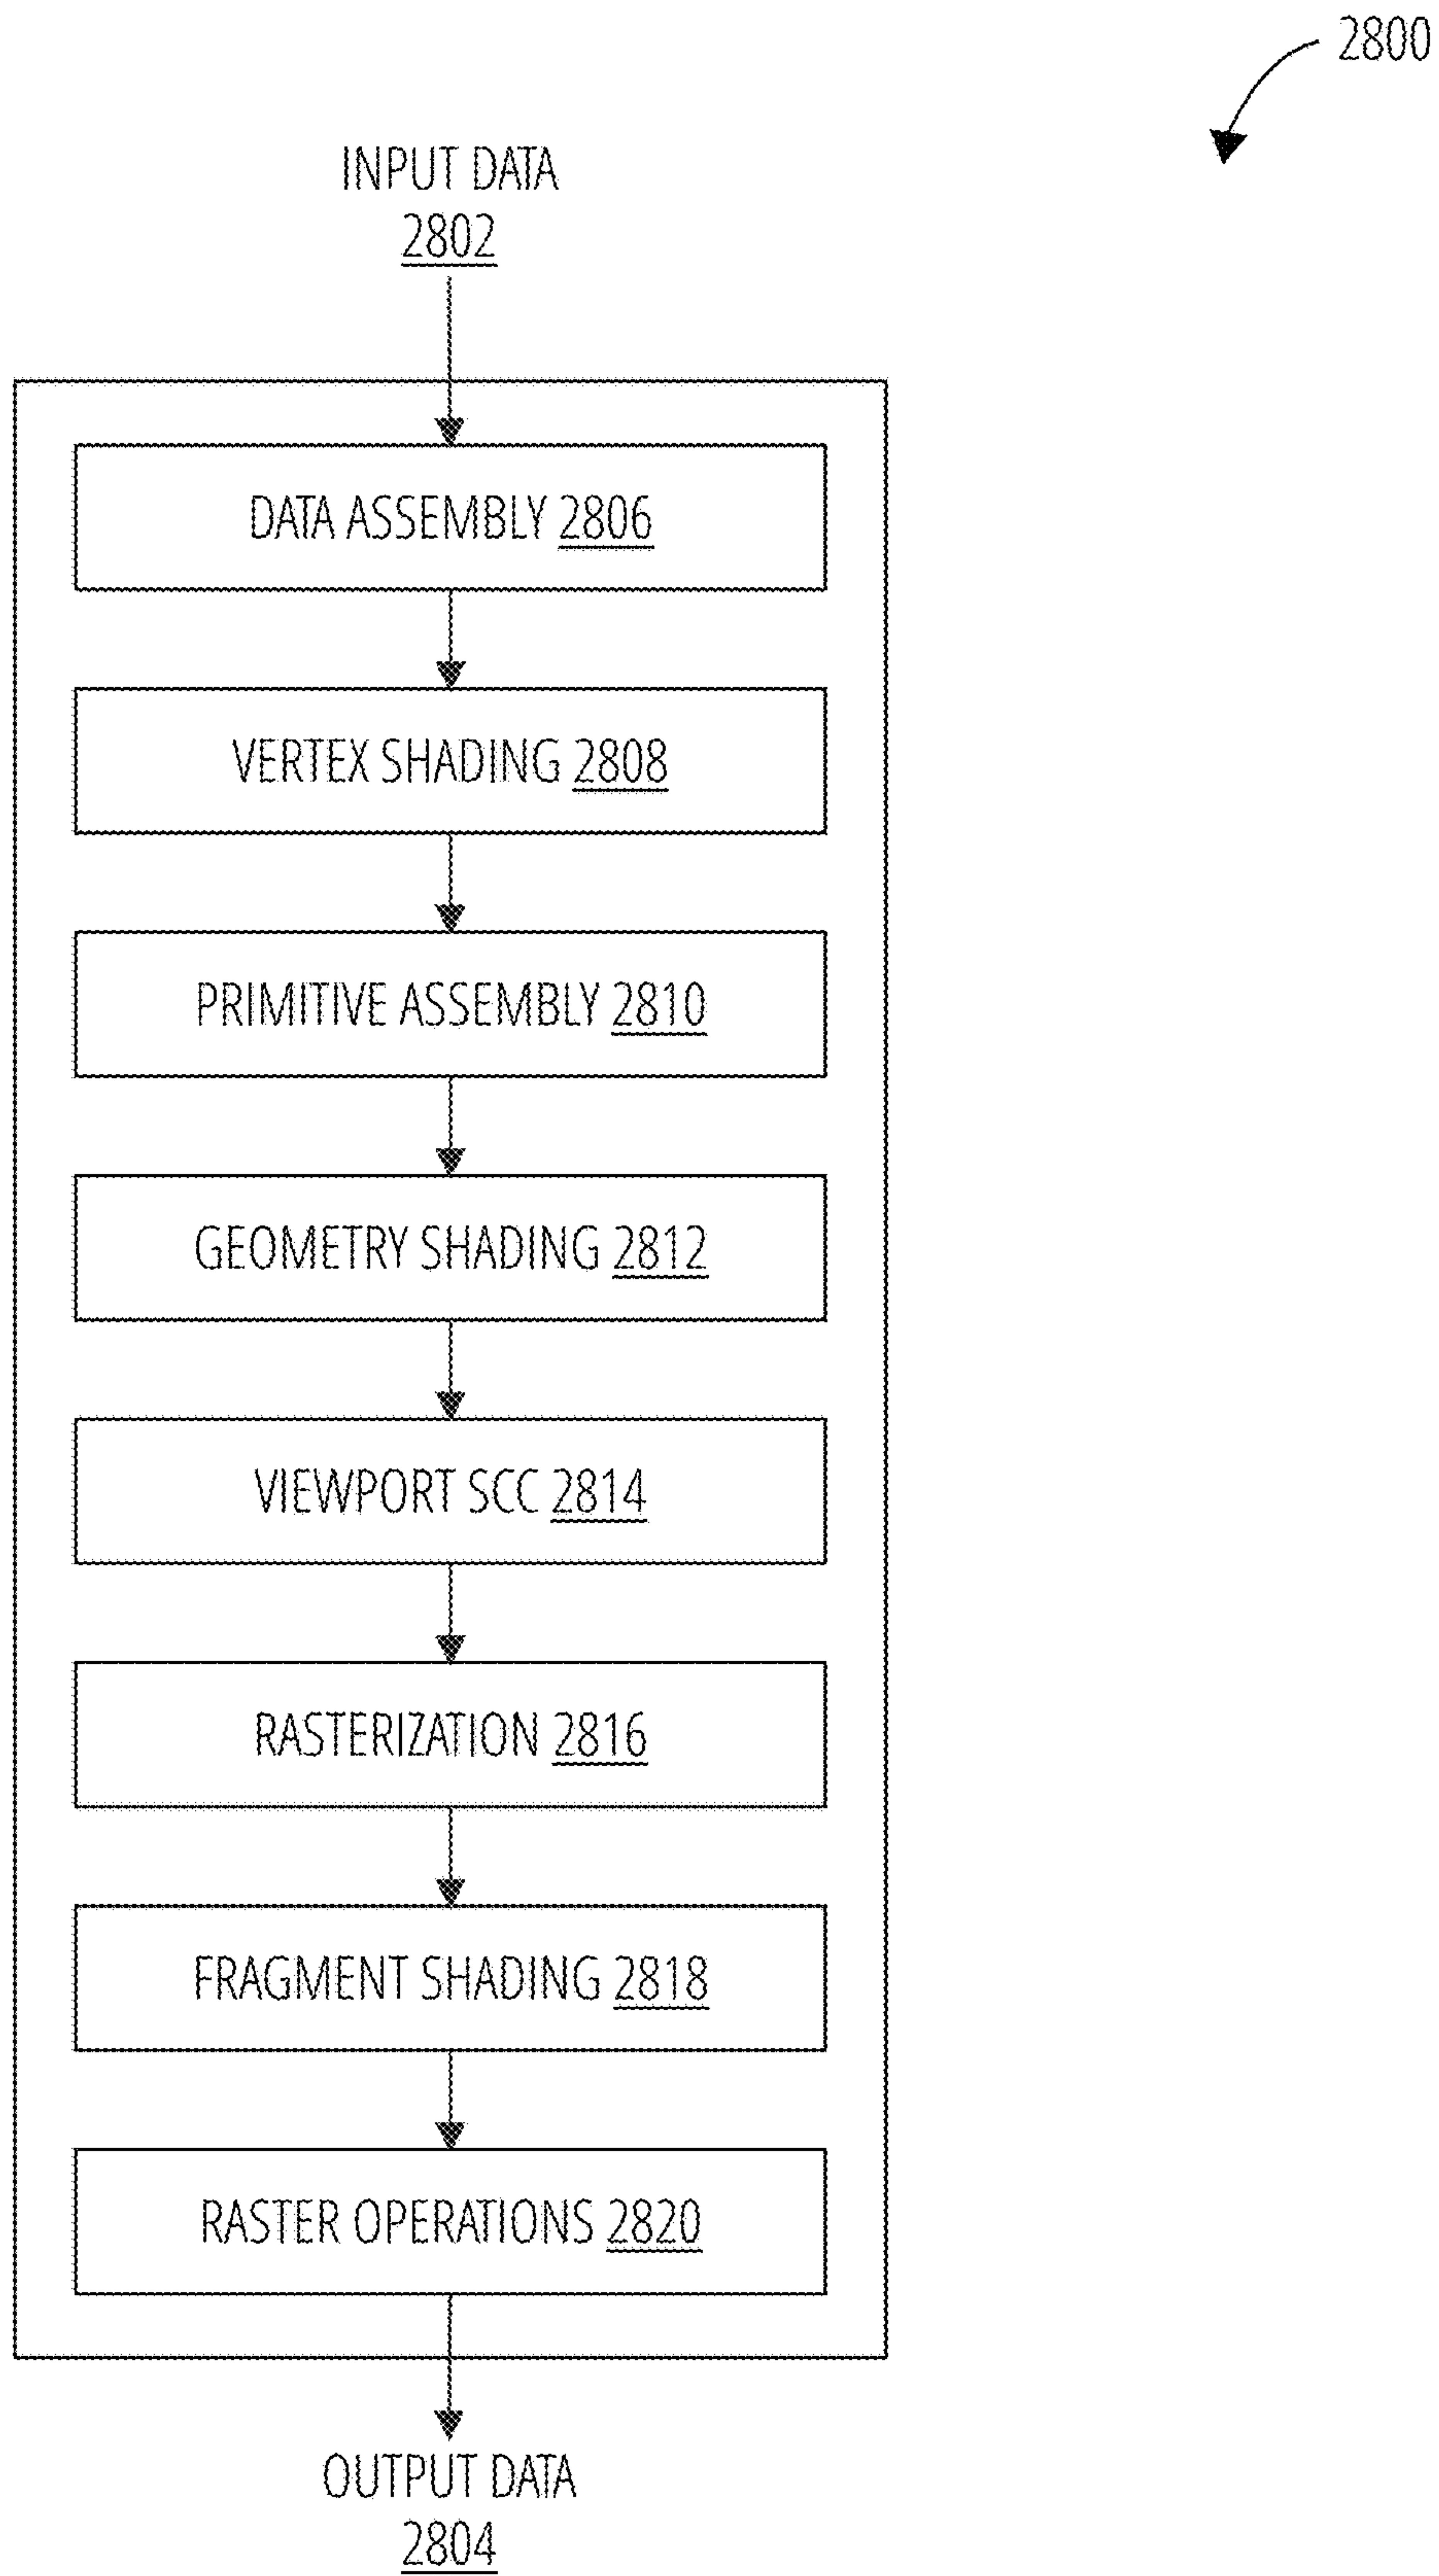 2800
INPUT DATA
2802
DATA ASSEMBLY 2806
VERTEX SHADING 2808
PRIMITIVE ASSEMBLY 2810
GEOMETRY SHADING 2812
VIEWPORT SCC 2814
RASTERIZATION 2816
FRAGMENT SHADING 2818
RASTER OPERATIONS 2820
OUTPUT DATA
2804